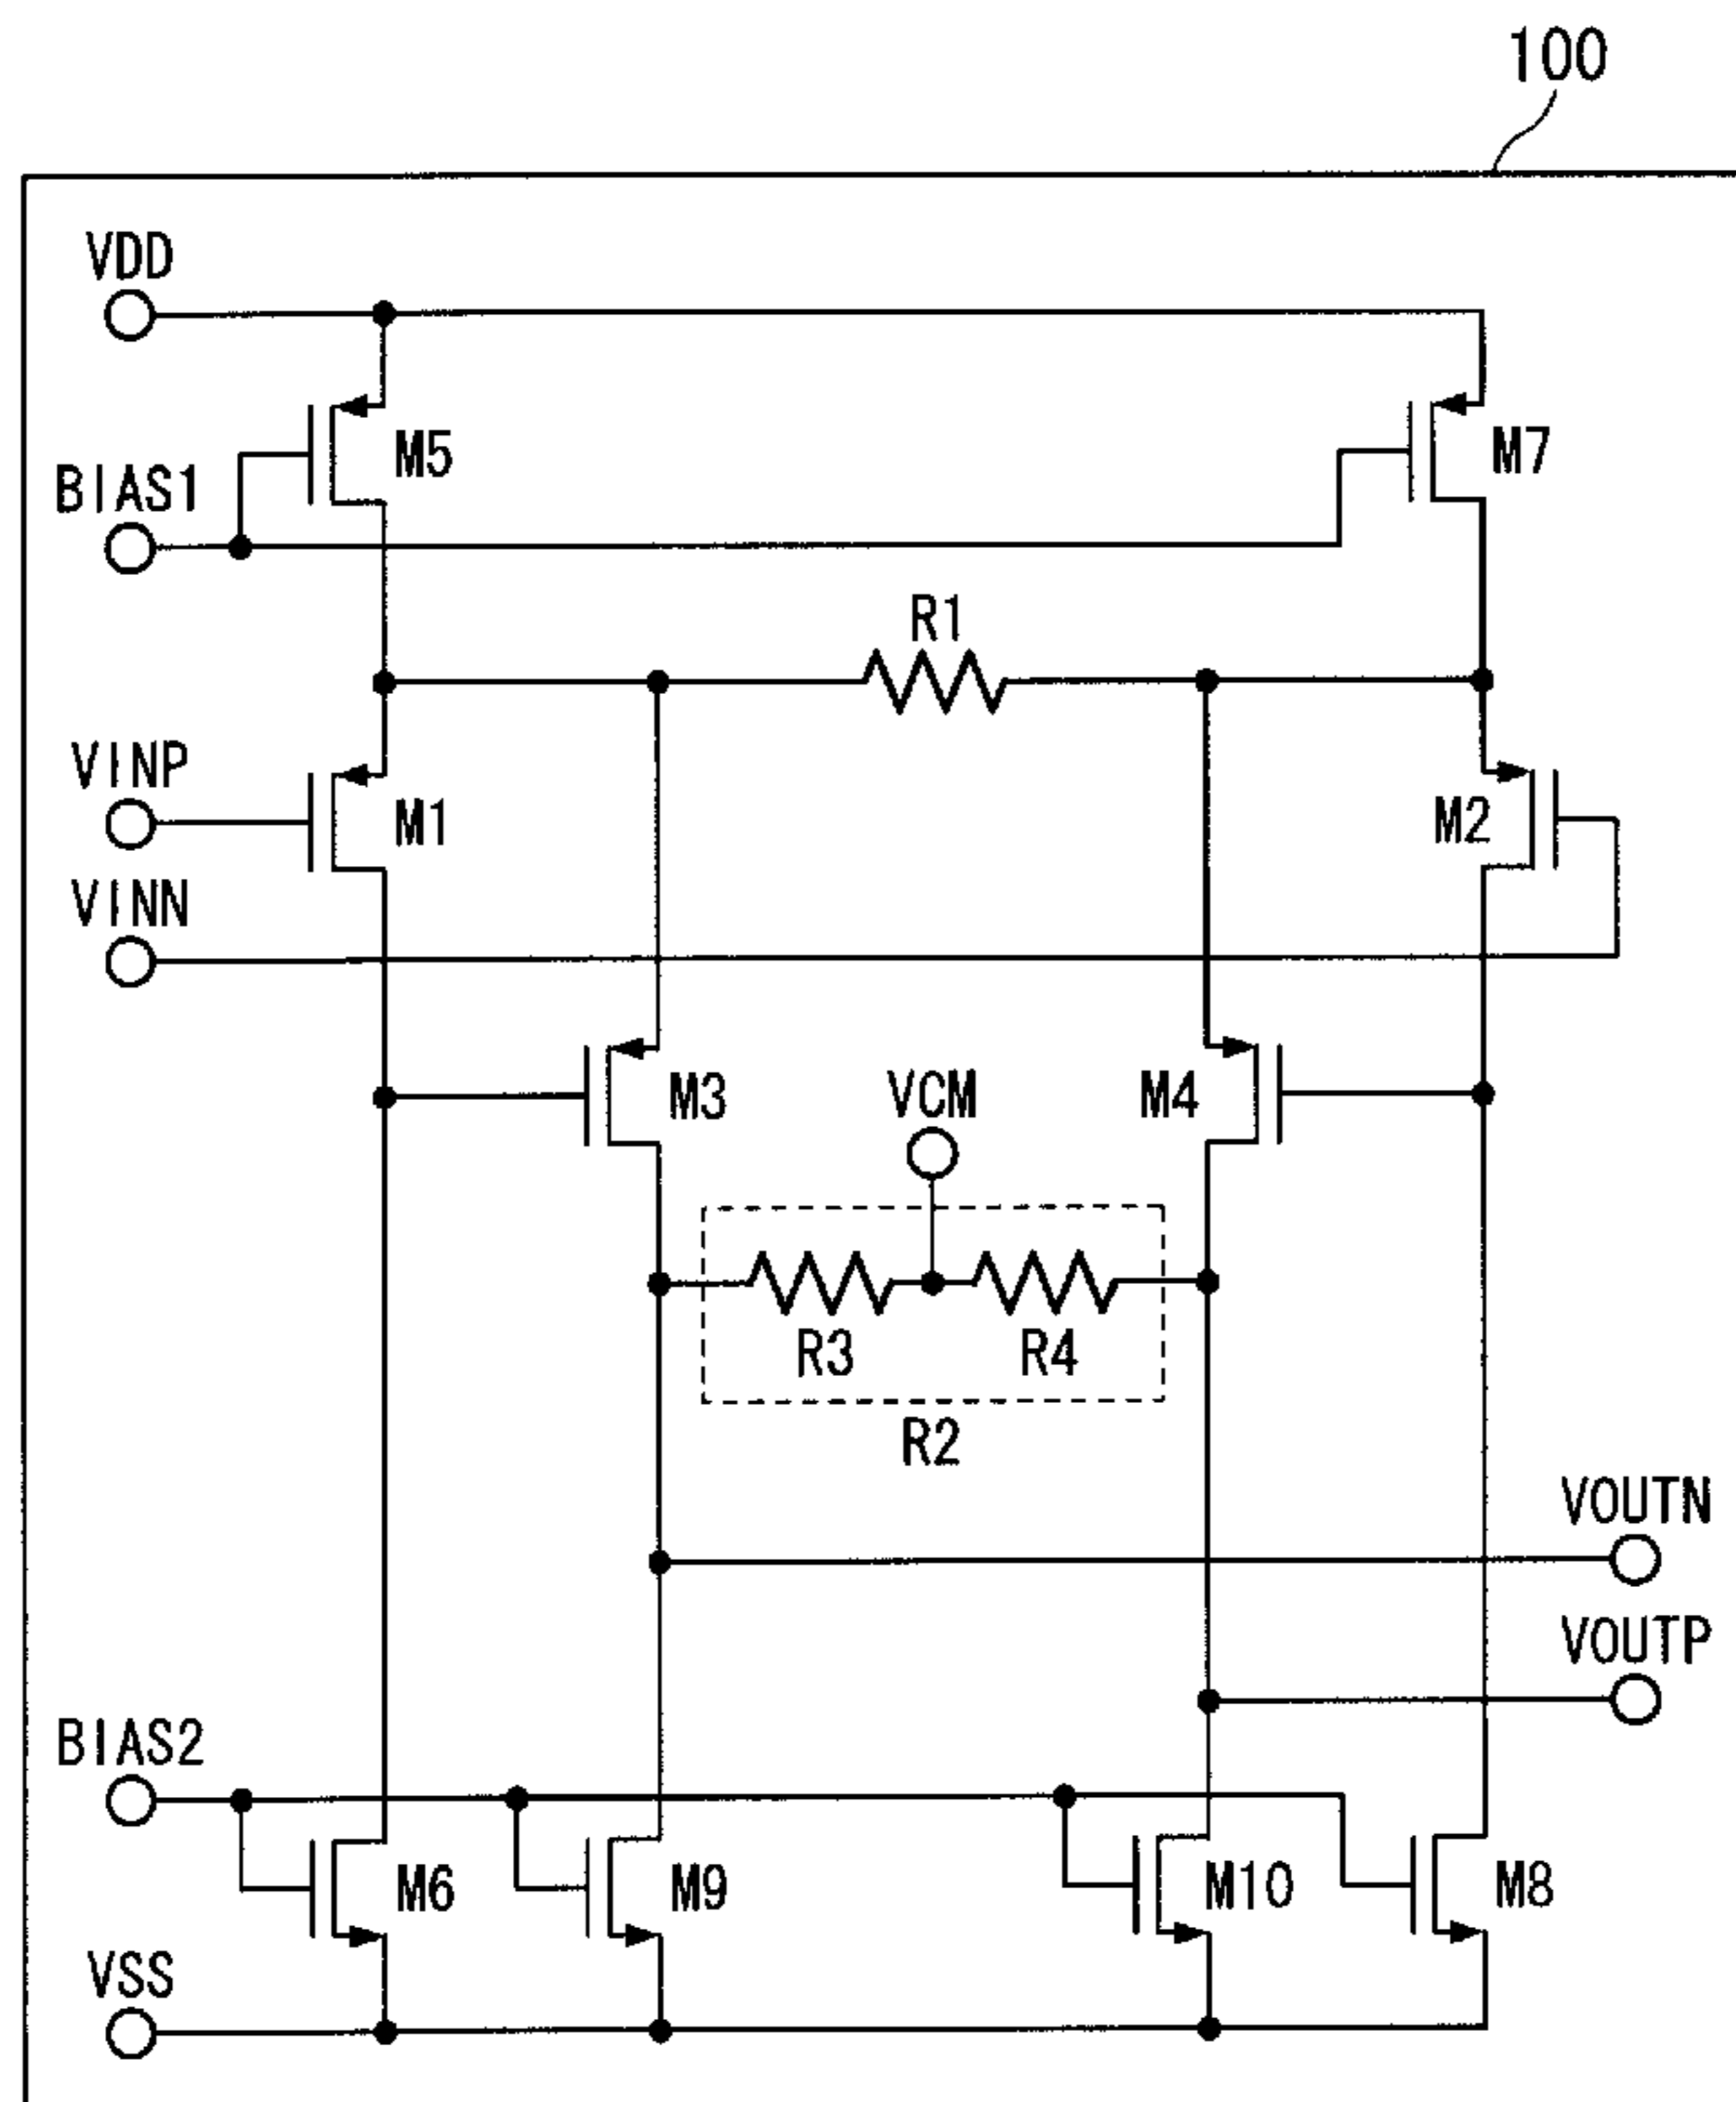 100
VDD
M5
M7
BIAS1
R1
VINP
M1
M2
VINN
M3
VCM
M4
R3
R4
R2
VOUTN
VOUTP
BIAS2
M6
M9
M10
M8
VSS